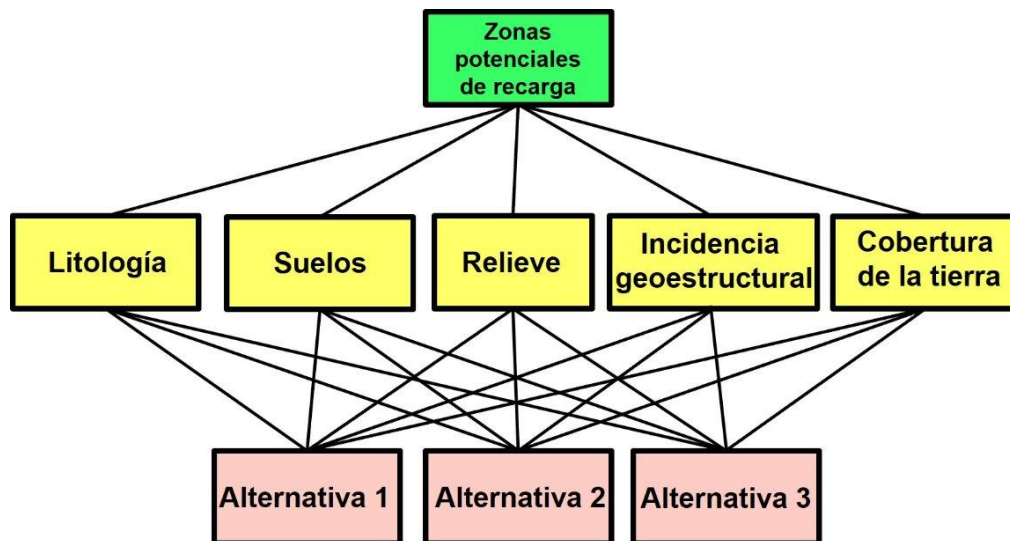 Zonas
potenciales
de recarga
Litología
Suelos
Relieve
Incidencia
geoestructural
Cobertura
de la tierra
Alternativa 1
Alternativa 2
Alternativa 3